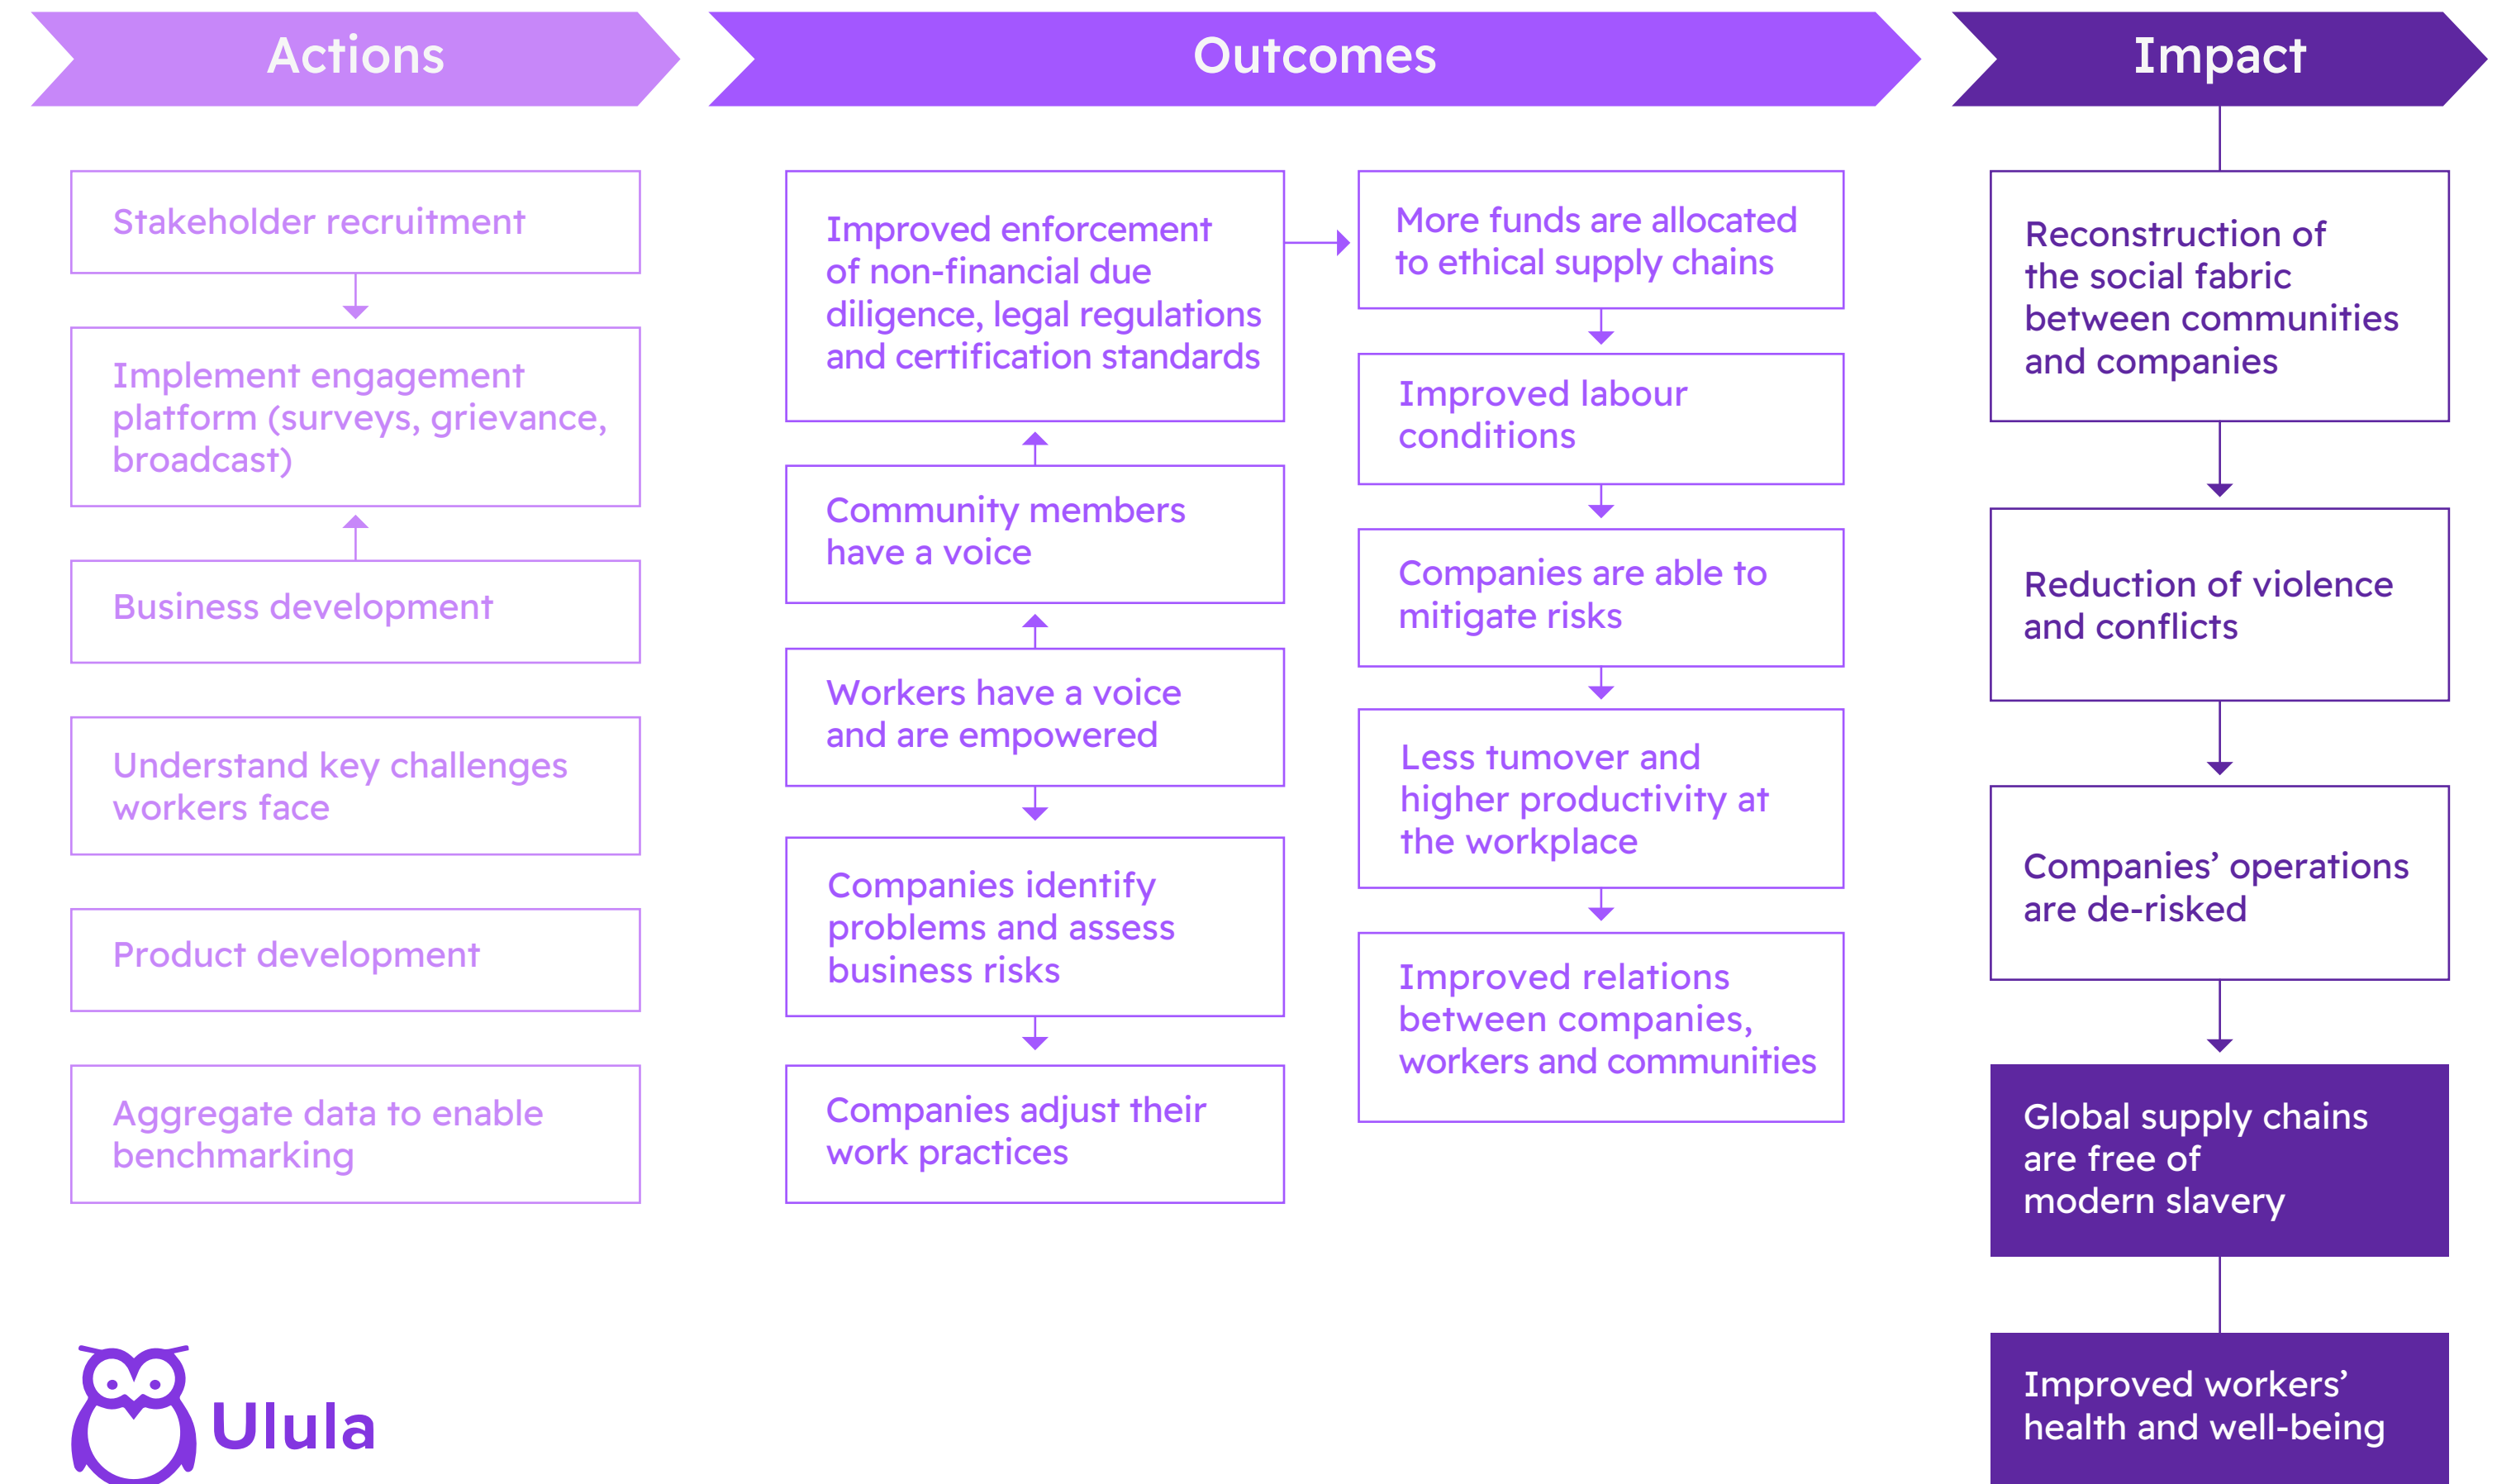 Actions
Outcomes
Impact
Stakeholder recruitment
Implement engagement
platform (surveys, grievance,
broadcast)
Business development
Understand key challenges
workers face
Product development
Aggregate data to enable
benchmarking
Improved enforcement
of non-financial due
diligence, legal regulations
and certification standards
Community members
have a voice
Workers have a voice
and are empowered
Companies identify
problems and assess
business risks
Companies adjust their
work practices
More funds are allocated
to ethical supply chains
Improved labour
conditions
Companies are able to
mitigate risks
Less tumover and
higher productivity at
the workplace
Improved relations
between companies,
workers and communities
Reconstruction of
the social fabric
between communities
and companies
Reduction of violence
and conflicts
Companies’ operations
are de-risked
Global supply chains
are free of
modern slavery
Improved workers’
health and well-being
Ulula